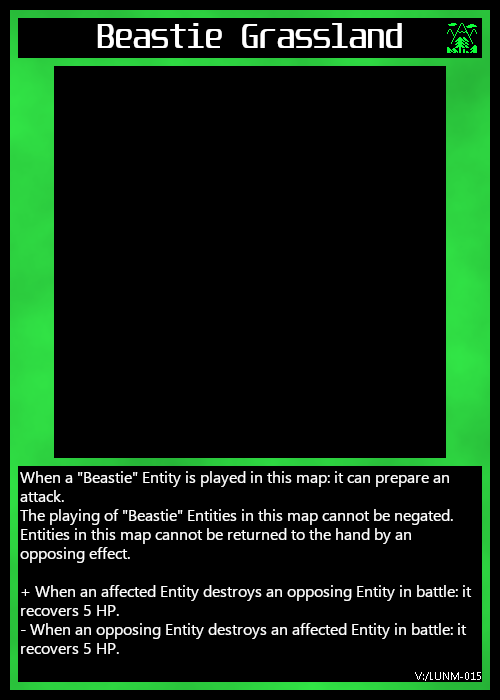 Beastie Grassland
When a "Beastie" Entity is played in this map: it can prepare an
attack.
The playing of "Beastie" Entities in this map cannot be negated.
Entities in this map cannot be returned to the hand by an
opposing effect.
+ When an affected Entity destroys an opposing Entity in battle: it
recovers 5 HP.
- When an opposing Entity destroys an affected Entity in battle: it
recovers 5 HP.
V:/LUNM-015